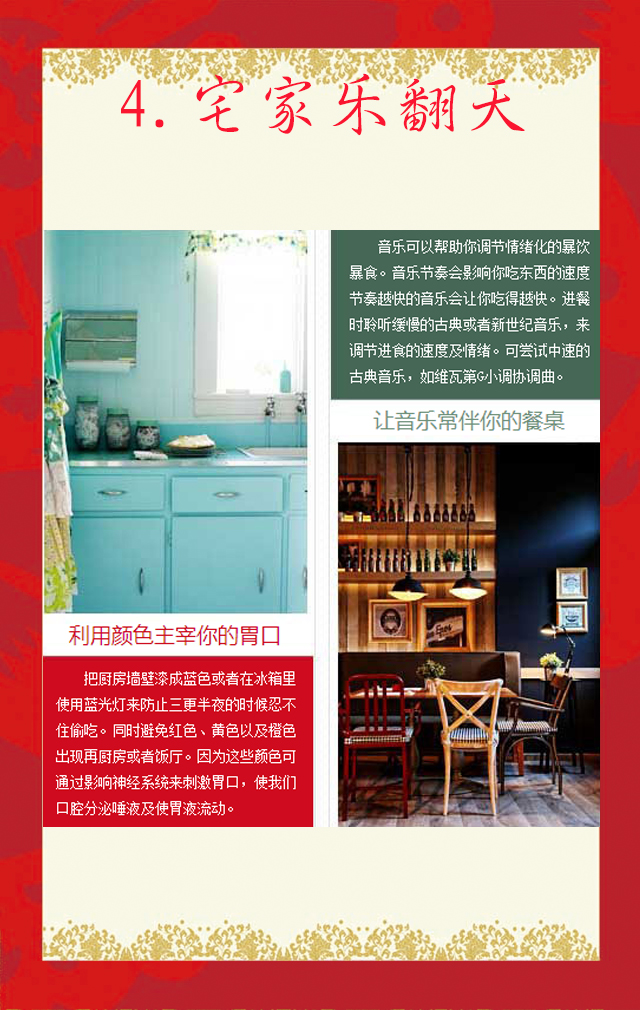 4.宅家乐翻天
音乐可以帮助你调节情绪化的暴饮
暴食。音乐节奏会影响你吃东西的速度
节奏越快的音乐会让你吃得越快。进餐
时聆听缓慢的古典或者新世纪音乐，来
调节进食的速度及情绪。可尝试中速的
古典音乐，如维瓦第G小调协调曲。
让音乐常伴你的餐桌
利用颜色主宰你的胃口
把厨房墙壁漆成蓝色或者在冰箱里
使用蓝光灯来防止三更半夜的时候忍不
住偷吃。同时避免红色、黄色以及橙色
出现再厨房或者饭厅。因为这些颜色可
通过影响神经系统来刺激胃口，使我们
口腔分泌唾液及使胃液流动。